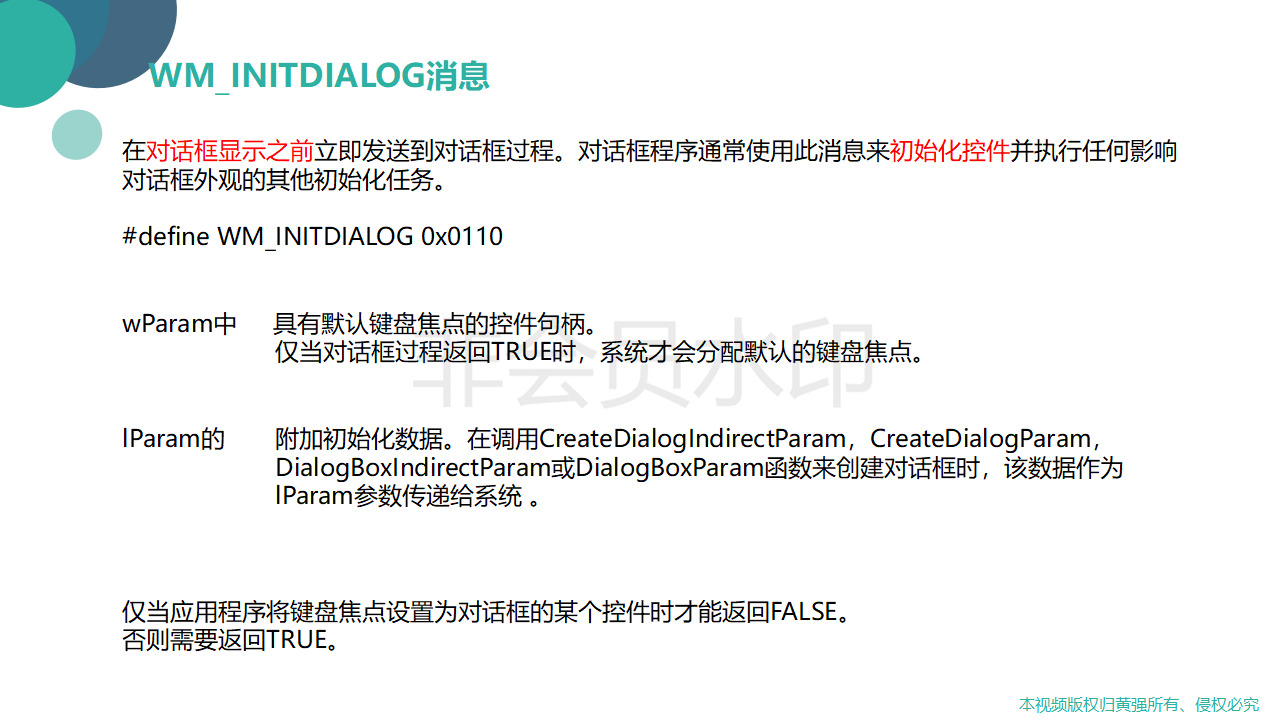 WM_INITDIALOG消息
在对话框显示之前立即发送到对话框过程。对话框程序通常使用此消息来初始化控件并执行任何影响
对话框外观的其他初始化任务。
#define WM_INITDIALOG 0x0110
wParam中 具有默认键盘焦点的控件句柄。
仅当对话框过程返回TRUE时，系统才会分配默认的键盘焦点。
非会员水印
lParam的 附加初始化数据。在调用CreateDialogIndirectParam，CreateDialogParam，
DialogBoxIndirectParam或DialogBoxParam函数来创建对话框时，该数据作为
lParam参数传递给系统 。
仅当应用程序将键盘焦点设置为对话框的某个控件时才能返回FALSE。
否则需要返回TRUE。
本视频版权归黄强所有、侵权必究